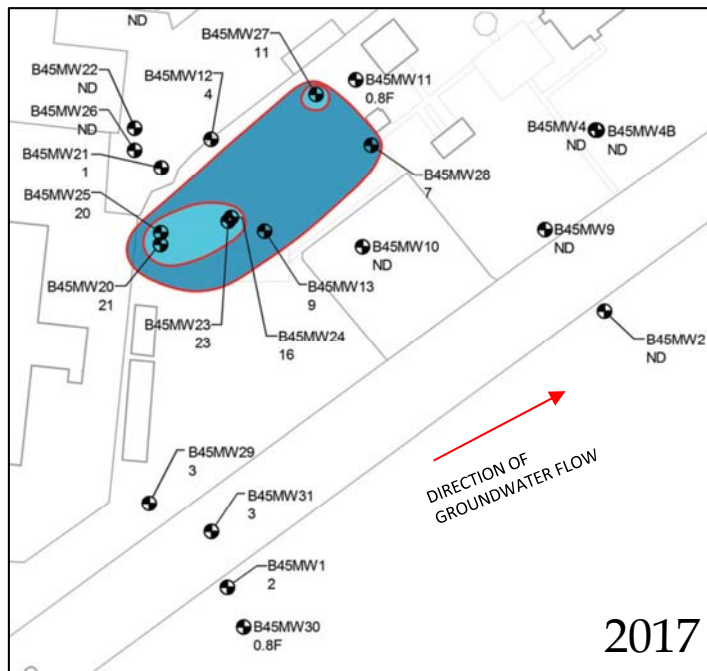 ND
B45MW27
11
B45MW22
ND
B45MW12
4
B45MW11
0.8F
B45MW26
ND
B45MW4
ND
B45MW4B
ND
B45MW21
1
B45MW28
7
B45MW25
20
B45MW9
ND
B45MW10
ND
B45MW20
21
B45MW13
9
B45MW23
23
B45MW24
16
B45MW2
ND
DIRECTION OF
GROUNDWATER FLOW
B45MW29
3
B45MW31
3
B45MW1
2
B45MW30
0.8F
2017